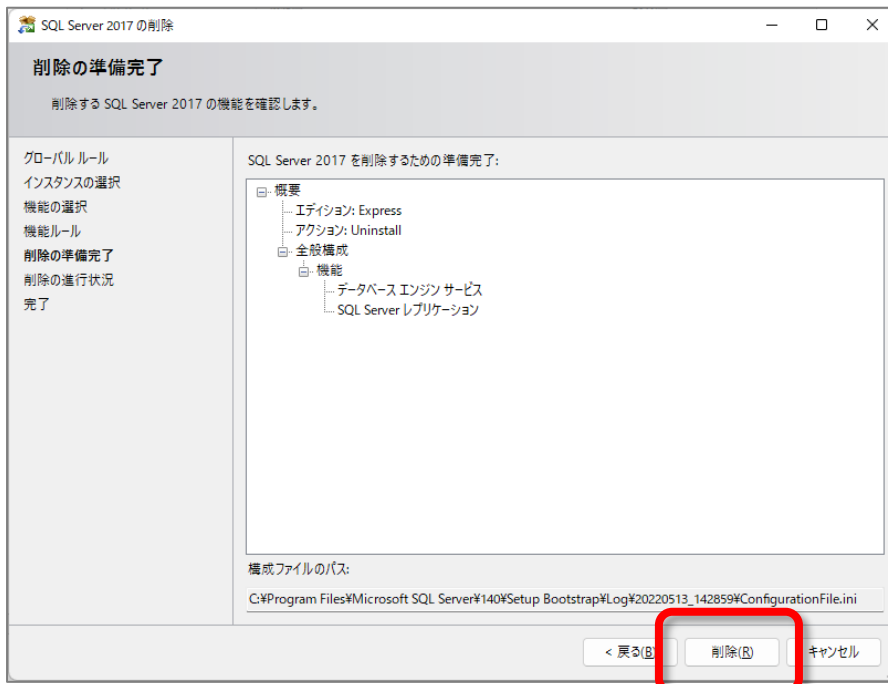 SQL Server 2017 の削除
削除の準備完了
削除する SQL Server 2017 の機能を確認します。
グローバル ルール
インスタンスの選択
機能の選択
機能ルール
削除の準備完了
削除の進行状況
完了
SQL Server 2017 を削除するための準備完了:
概要
エディション: Express
アクション: Uninstall
全般構成
機能
データベース エンジン サービス
SQL Server レプリケーション
構成ファイルのパス:
C:¥Program Files¥Microsoft SQL Server¥140¥Setup Bootstrap¥Log¥20220513_142859¥ConfigurationFile.ini
< 戻る(B) 削除(R) キャンセル